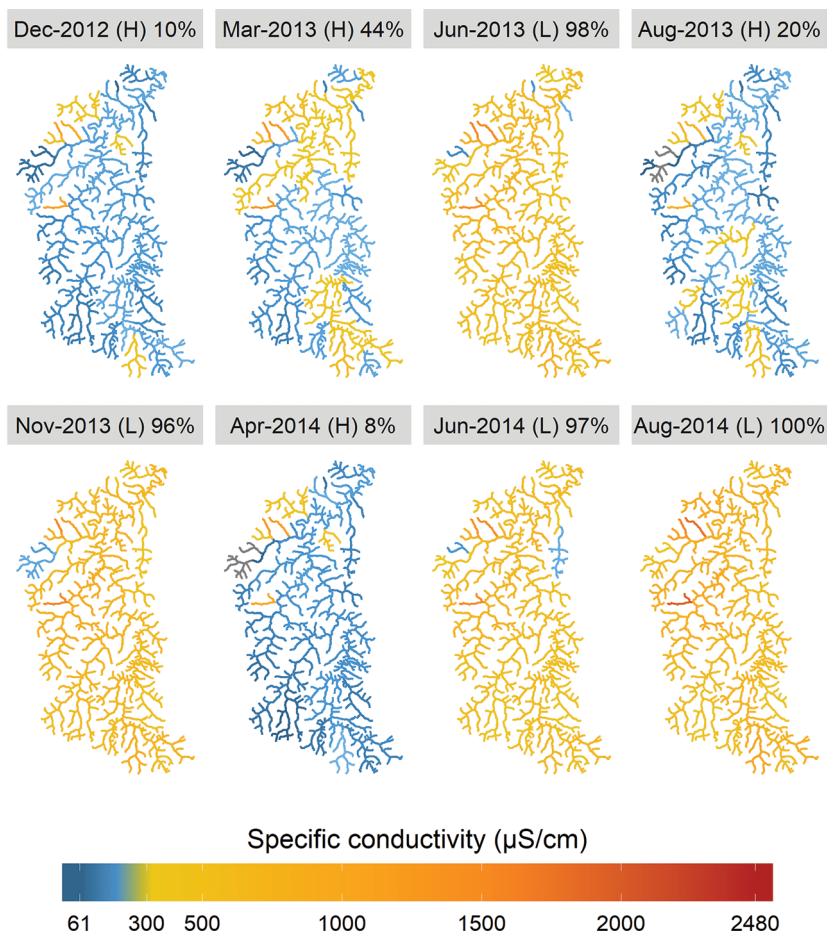 Dec-2012 (H) 10% Mar-2013 (H) 44% Jun-2013 (L) 98% Aug-2013 (H) 20%
Nov-2013 (L) 96% Apr-2014 (H) 8% Jun-2014 (L) 97% Aug-2014 (L) 100%
Specific conductivity (µS/cm)
61 300 500 1000 1500 2000 2480